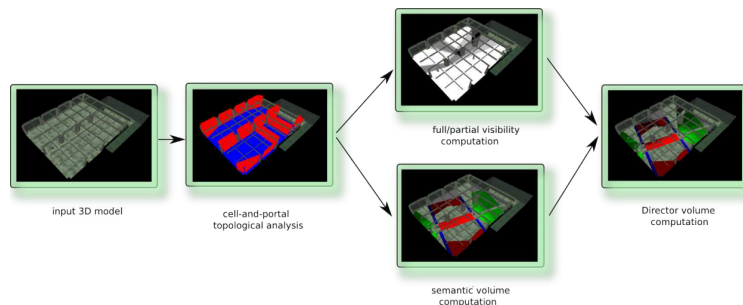 input 3D model
cell-and-portal
topological analysis
full/partial visibility
computation
semantic volume
computation
Director volume
computation